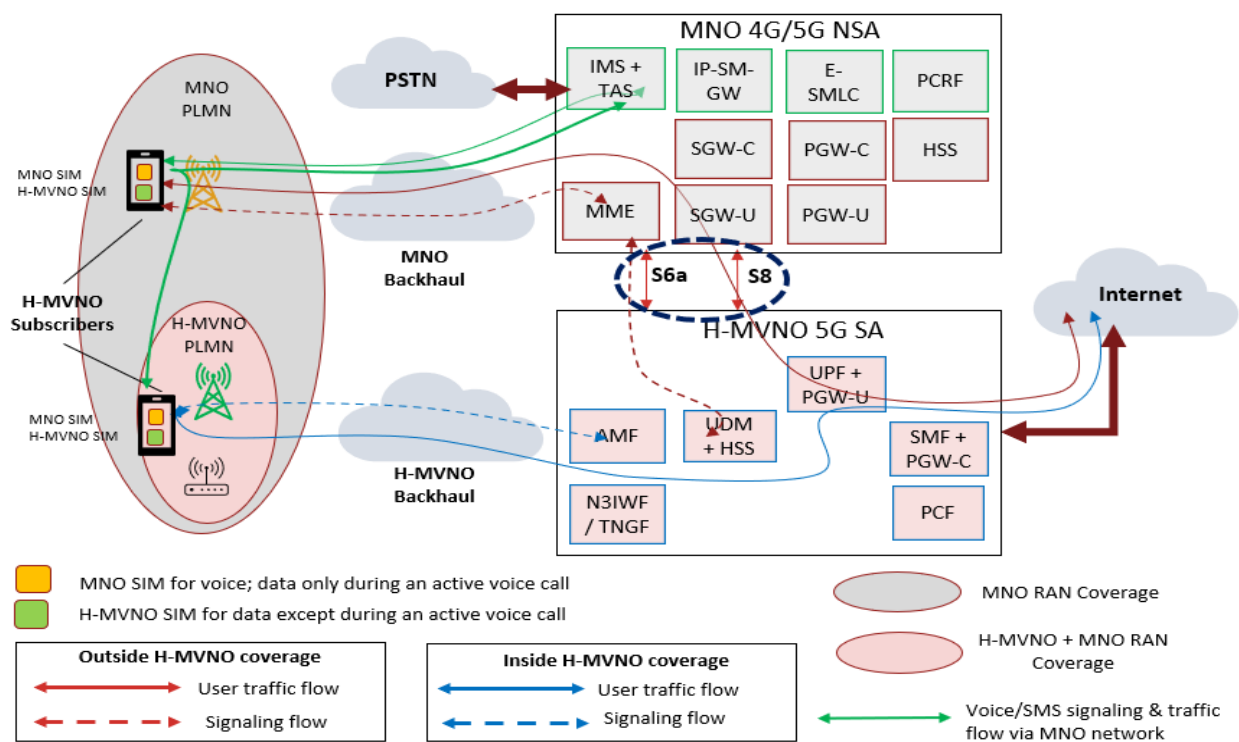 MNO 4G/5G NSA
IMS +
TAS
IP-SM-
GW
E-
SMLC
PCRF
SGW-C
PGW-C
HSS
MME
SGW-U
PGW-U
PSTN
MNO
PLMN
MNO SIM
H-MVNO SIM
MNO
Backhaul
S6a
S8
H-MVNO
Subscribers
H-MVNO
PLMN
MNO SIM
H-MVNO SIM
H-MVNO
Backhaul
H-MVNO 5G SA
UPF +
PGW-U
AMF
UDM
+ HSS
SMF +
PGW-C
N3IWF
/ TNGF
PCF
Internet
MNO SIM for voice; data only during an active voice call
H-MVNO SIM for data except during an active voice call
Outside H-MVNO coverage
User traffic flow
Signaling flow
Inside H-MVNO coverage
User traffic flow
Signaling flow
MNO RAN Coverage
H-MVNO + MNO RAN
Coverage
Voice/SMS signaling & traffic
flow via MNO network